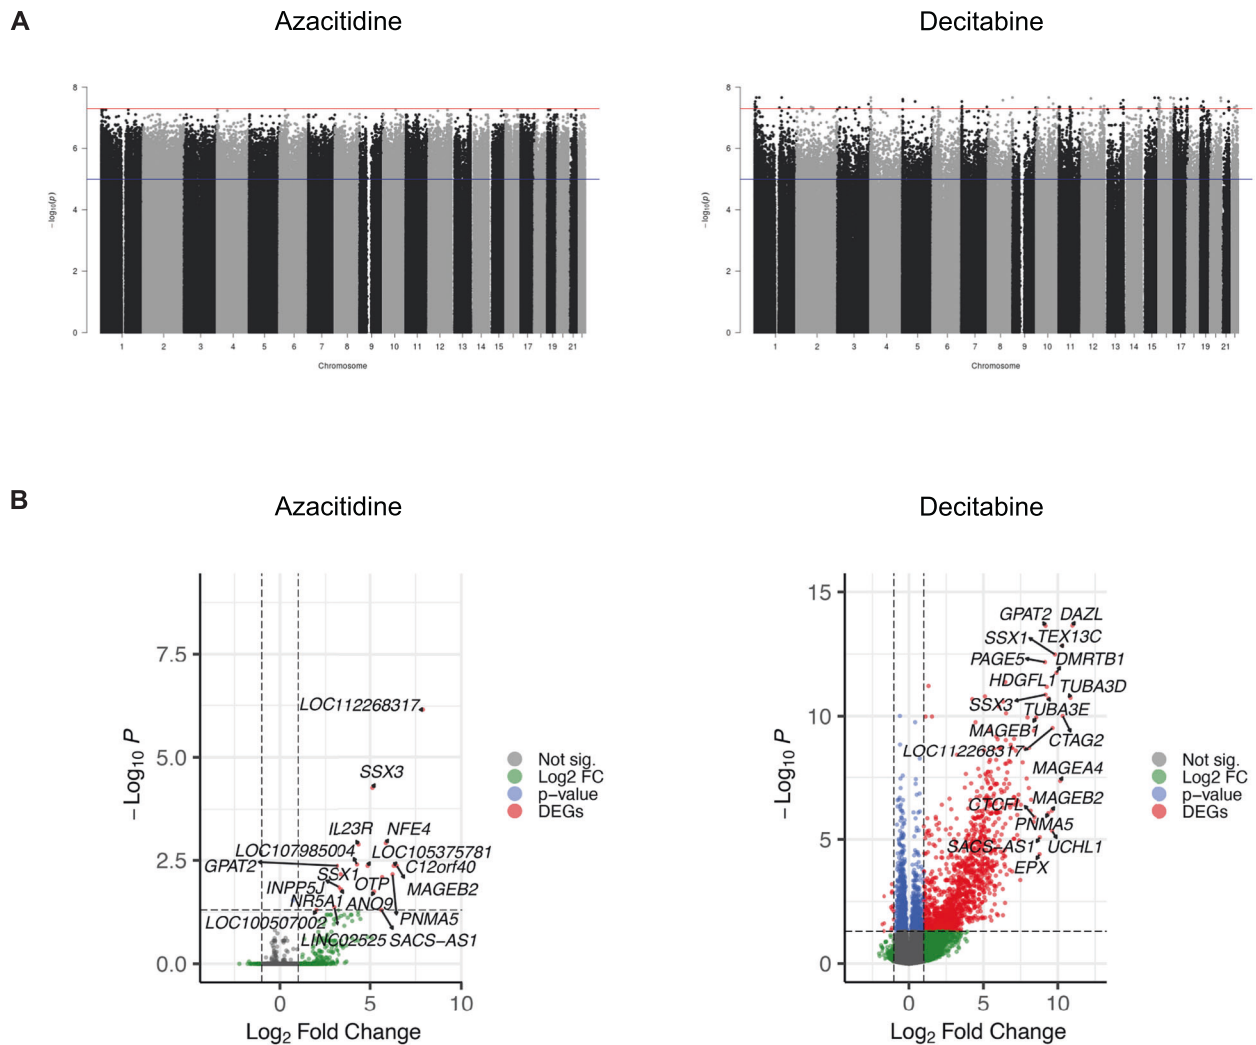 A
Azacitidine
Decitabine
8
6
4
2
0
−log10(p)
1 2 3 4 5 6 7 8 9 10 11 12 13 14 15 17 19 21
Chromosome
8
6
4
2
0
−log10(p)
1 2 3 4 5 6 7 8 9 10 11 12 13 14 15 17 19 21
Chromosome
B
Azacitidine
Decitabine
7.5
5.0
2.5
0.0
− Log10 P
LOC112268317
SSX3
IL23R NFE4
LOC107985004 LOC105375781
GPAT2 SSX1 C12orf40
INPP5J OTP MAGEB2
NR5A1 ANO9
LOC100507002 PNMA5
LINC02525 SACS−AS1
0 5 10
Log2 Fold Change
Not sig.
Log2 FC
p−value
DEGs
15
10
5
0
− Log10 P
GPAT2 DAZL
SSX1 TEX13C
PAGE5 DMRTB1
HDGFL1 TUBA3D
SSX3 TUBA3E
MAGEB1 CTAG2
LOC112268317
MAGEA4
CTCFL MAGEB2
PNMA5
SACS−AS1 UCHL1
EPX
0 5 10
Log2 Fold Change
Not sig.
Log2 FC
p−value
DEGs